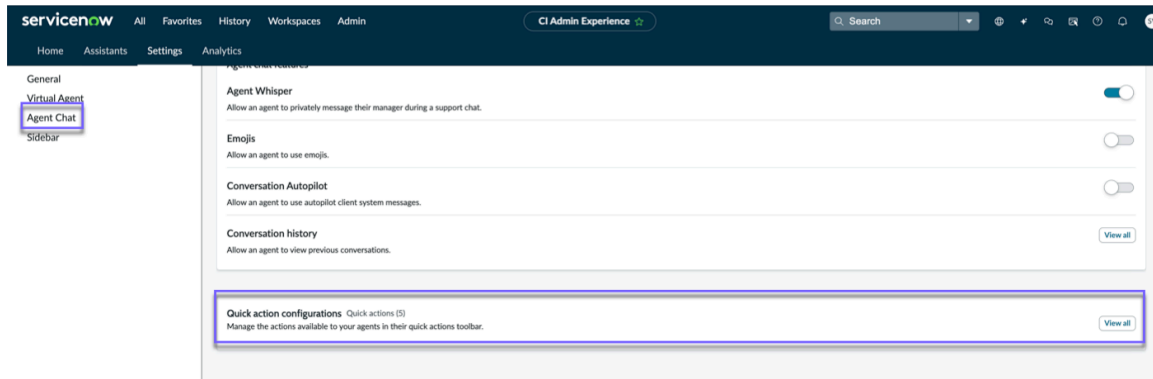 servicenow All Favorites History Workspaces Admin CI Admin Experience Search
Home Assistants Settings Analytics
General
Virtual Agent
Agent Chat
Sidebar
Agent chat features
Agent Whisper
Allow an agent to privately message their manager during a support chat.
Emojis
Allow an agent to use emojis.
Conversation Autopilot
Allow an agent to use autopilot client system messages.
Conversation history
Allow an agent to view previous conversations.
View all
Quick action configurations Quick actions (5)
Manage the actions available to your agents in their quick actions toolbar.
View all